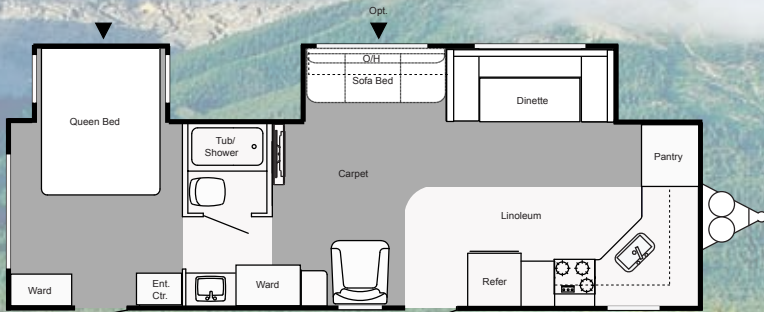 Opt.
O/H
Sofa Bed
Queen Bed
Dinette
Tub/
Shower
Pantry
Carpet
Linoleum
Ward
Ent.
Ctr.
Ward
Refer